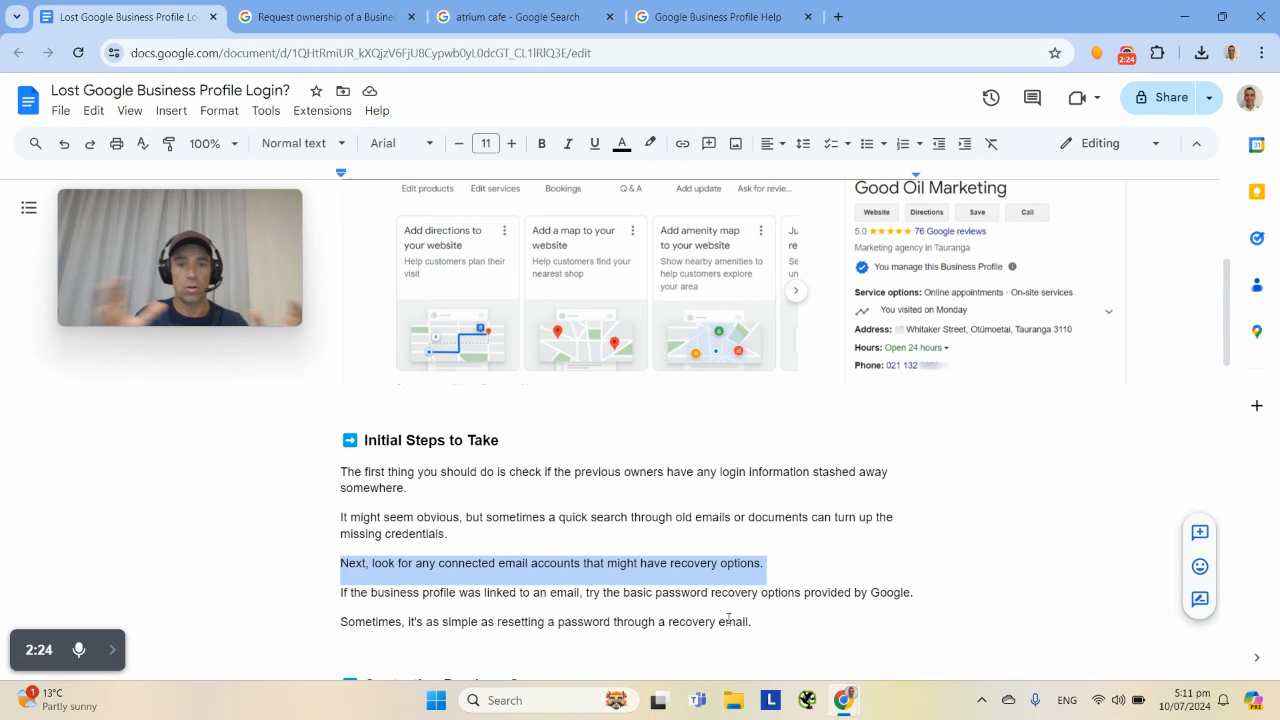 Lost Google Business Profile Lo
Request ownership of a Busines
atrium cafe - Google Search
Google Business Profile Help
docs.google.com/document/d/1QHtRmiUR_kXQjzV6FjU8Cypwb0yL0dcGT_CL1lRlQ3E/edit
2:24
Lost Google Business Profile Login?
File Edit View Insert Format Tools Extensions Help
Share
100% Normal text Arial 11 Editing
Edit products Edit services Bookings Q & A Add update Ask for revie...
Good Oil Marketing
Website Directions Save Call
5.0 76 Google reviews
Marketing agency in Tauranga
You manage this Business Profile
Service options: Online appointments · On-site services
You visited on Monday
Address: Whitaker Street, Otūmoetai, Tauranga 3110
Hours: Open 24 hours
Phone: 021 132
Add directions to
your website
Help customers plan their
visit
Add a map to your
website
Help customers find your
nearest shop
Add amenity map
to your website
Show nearby amenities to
help customers explore
your area
Initial Steps to Take
The first thing you should do is check if the previous owners have any login information stashed away
somewhere.
It might seem obvious, but sometimes a quick search through old emails or documents can turn up the
missing credentials.
Next, look for any connected email accounts that might have recovery options.
If the business profile was linked to an email, try the basic password recovery options provided by Google.
Sometimes, it's as simple as resetting a password through a recovery email.
2:24
1
13°C
Partly sunny
Search
ENG
5:11 pm
10/07/2024